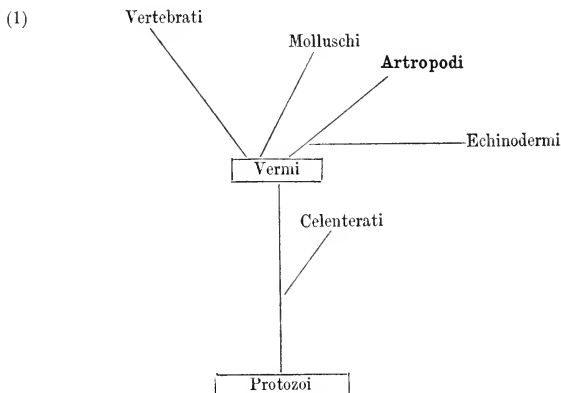 (1)
Vertebrati
Molluschi
Artropodi
Echinodermi
Vermi
Celenterati
Protozoi